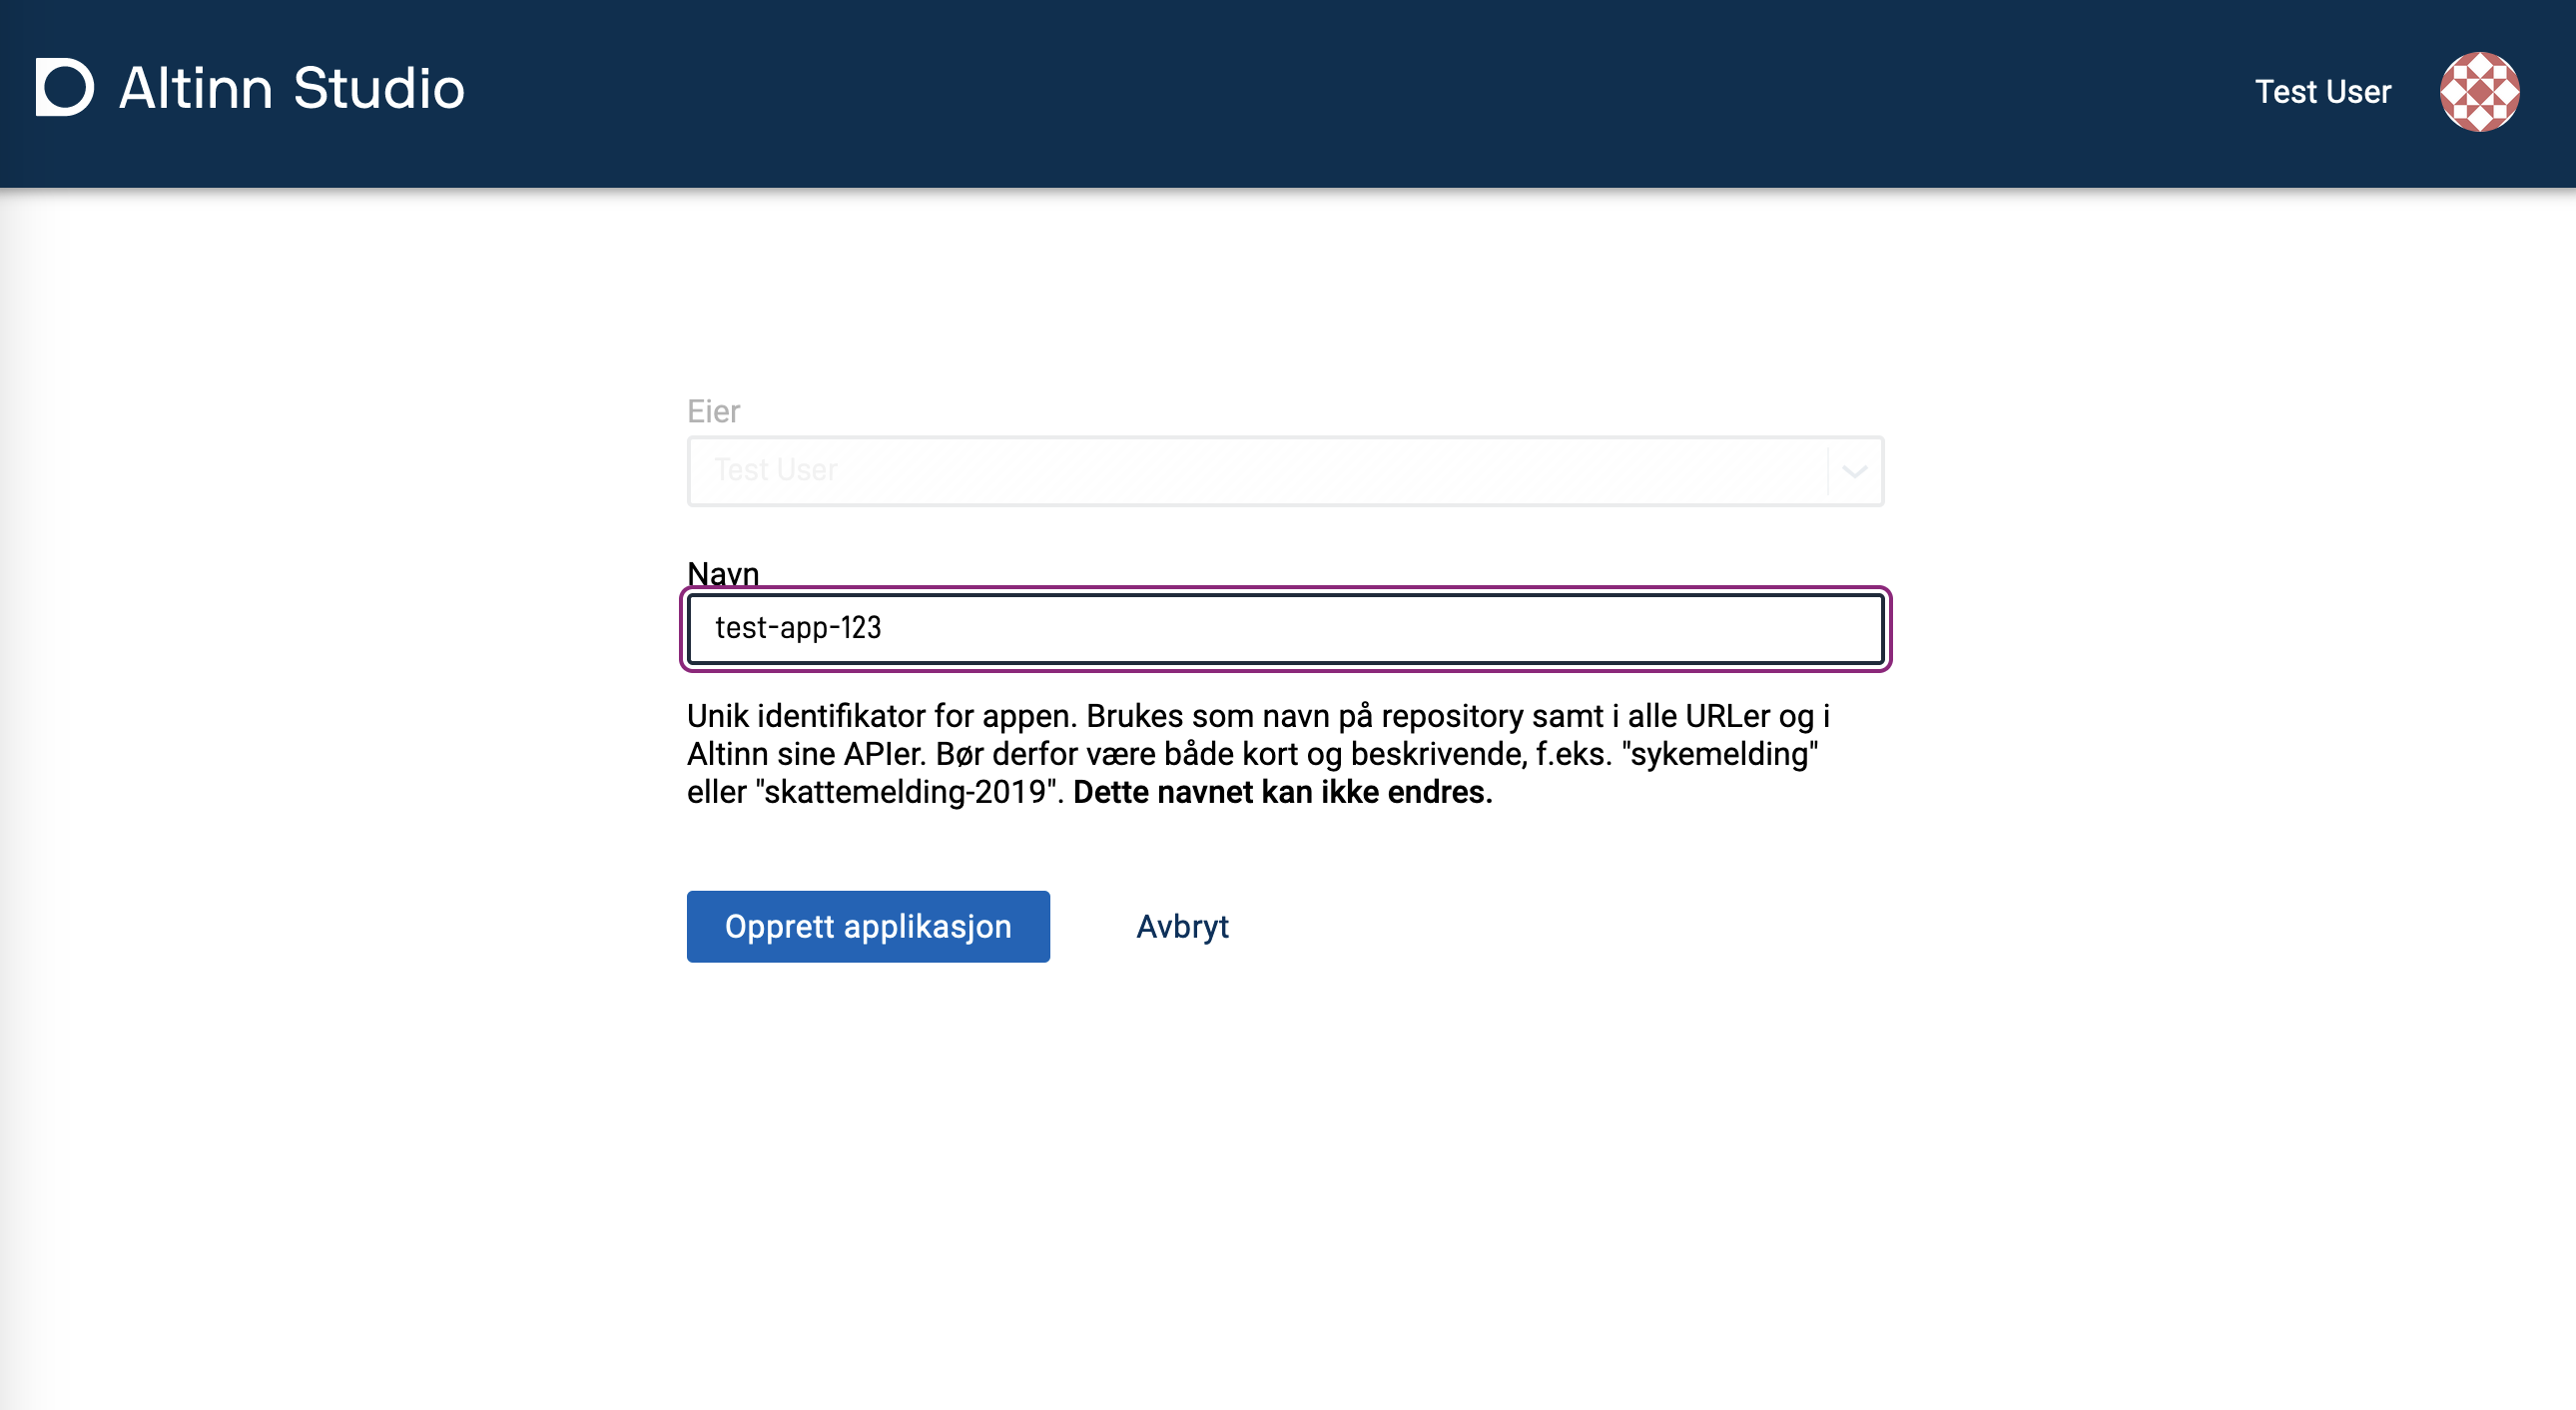 Altinn Studio
Test User
Eier
Test User
Navn
test-app-123
Unik identifikator for appen. Brukes som navn på repository samt i alle URLer og i
Altinn sine APIer. Bør derfor være både kort og beskrivende, f.eks. "sykemelding"
eller "skattemelding-2019". Dette navnet kan ikke endres.
Opprett applikasjon
Avbryt